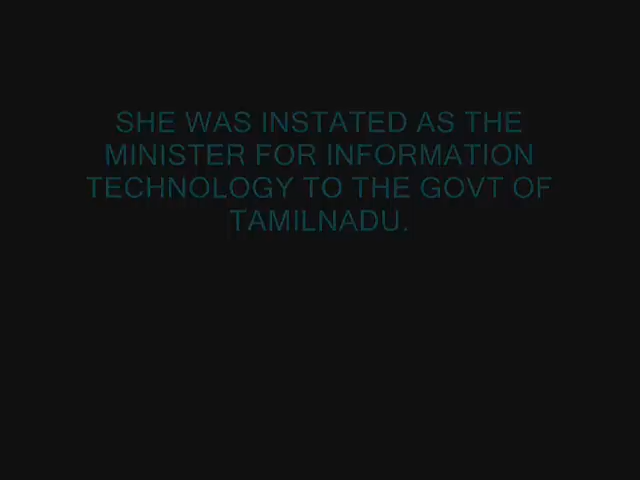 SHE WAS INSTATED AS THE
MINISTER FOR INFORMATION
TECHNOLOGY TO THE GOVT OF
TAMILNADU.